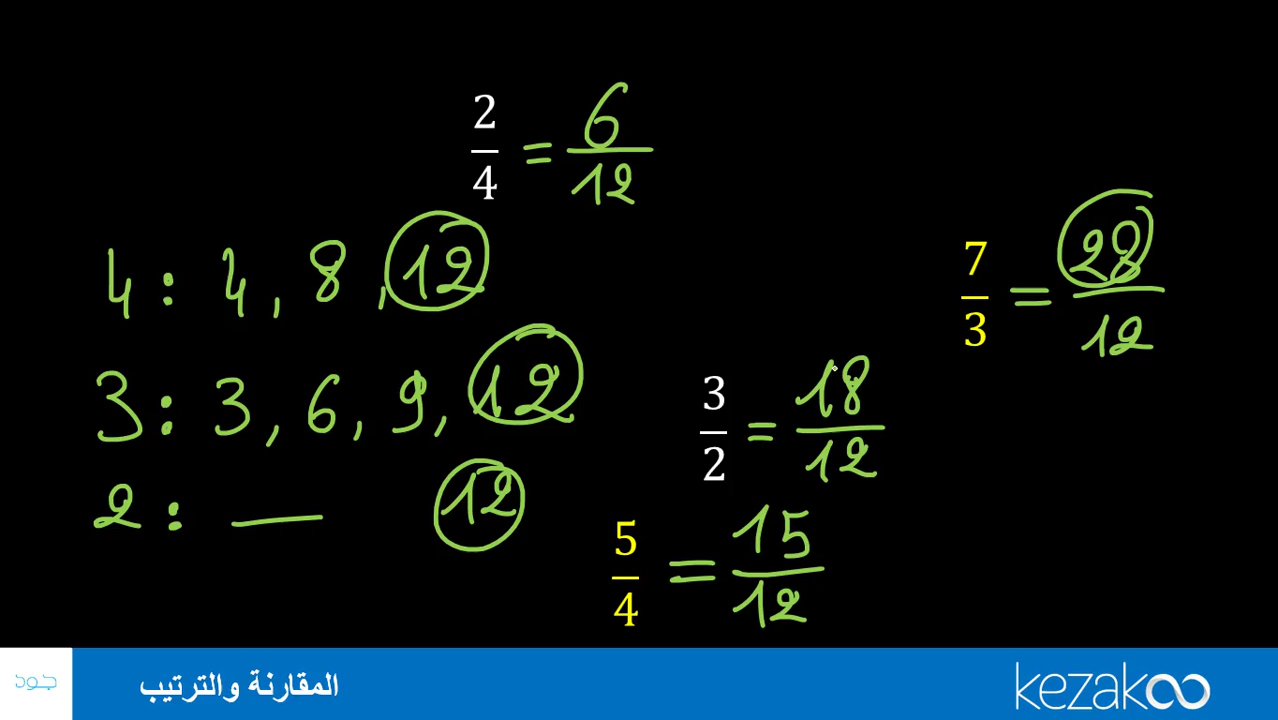 2/4 = 6/12
4 : 4 , 8 , 12
7/3 = 28/12
3 : 3 , 6 , 9 , 12
3/2 = 18/12
2 : — 12
5/4 = 15/12
جود
المقارنة والترتيب
kezakoo